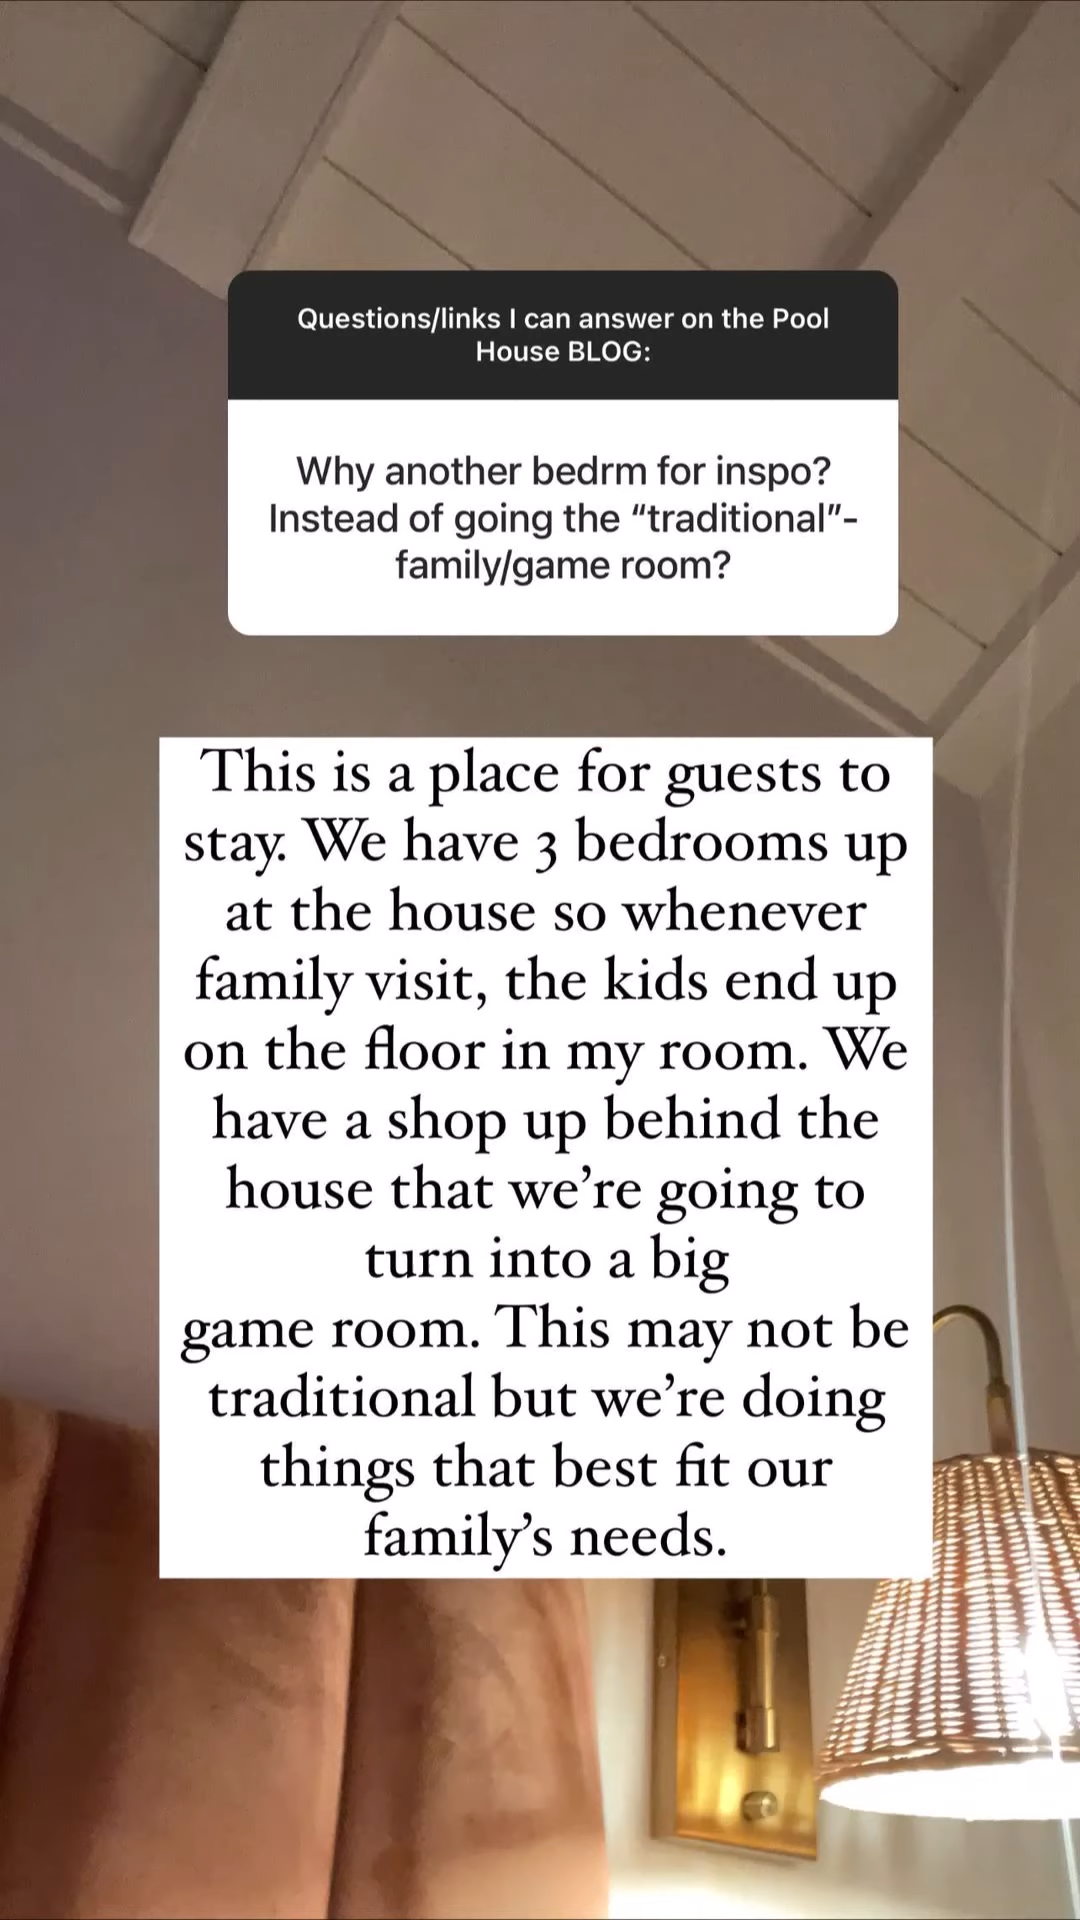 Questions/links I can answer on the Pool
House BLOG:
Why another bedrm for inspo?
Instead of going the “traditional”-
family/game room?
This is a place for guests to
stay. We have 3 bedrooms up
at the house so whenever
family visit, the kids end up
on the floor in my room. We
have a shop up behind the
house that we’re going to
turn into a big
game room. This may not be
traditional but we’re doing
things that best fit our
family’s needs.